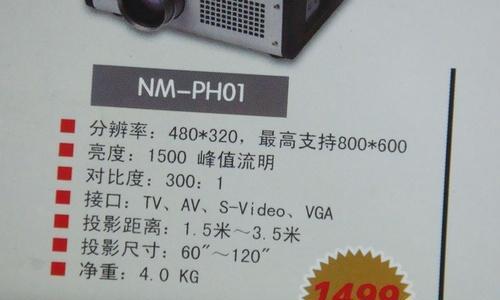 NM-PH01
分辨率：480*320，最高支持800*600
亮度：1500 峰值流明
对比度：300：1
接口：TV、AV、S-Video、VGA
投影距离：1.5米～3.5米
投影尺寸：60"～120"
净重：4.0 KG
1499